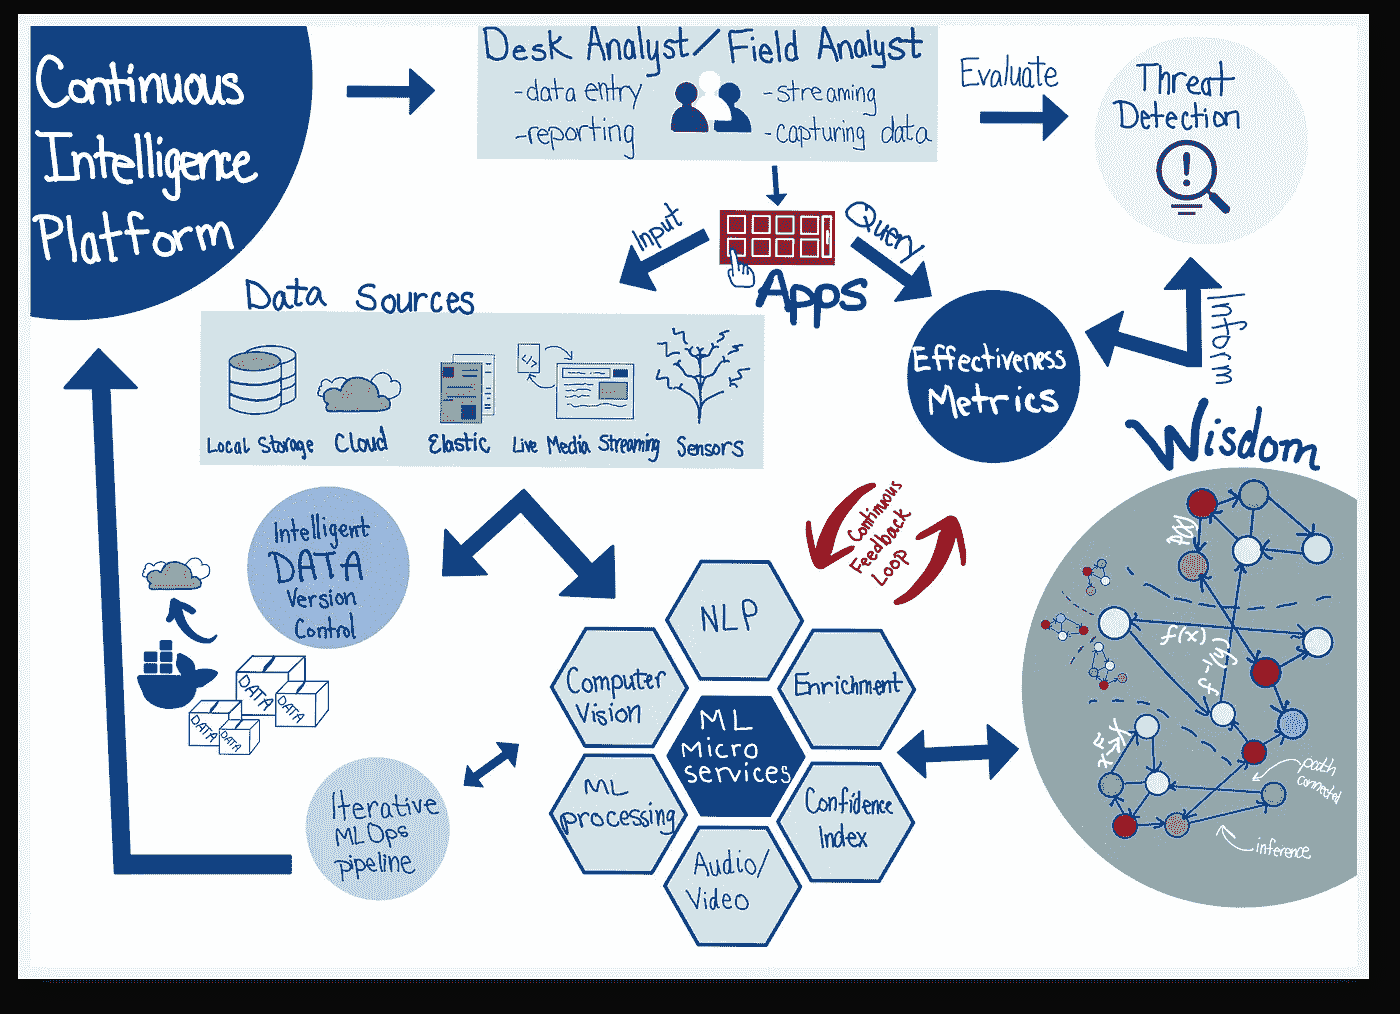 Continuous
Intelligence
Platform
Desk Analyst/Field Analyst
-data entry
-reporting
-streaming
-capturing data
Evaluate
Threat
Detection
!
Input
Query
Apps
Data Sources
</>
Local Storage
Cloud
Elastic
Live Media Streaming
Sensors
Effectiveness
Metrics
Inform
Wisdom
Intelligent
DATA
Version
Control
DATA
DATA
DATA
DATA
Iterative
MLOps
pipeline
Continuous
Feedback
Loop
NLP
Computer
Vision
Enrichment
ML
Micro
services
ML
processing
Confidence
Index
Audio/
Video
f(x)
f-1(y)
path
connected
inference